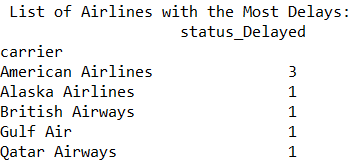 List of Airlines with the Most Delays:
status_Delayed
carrier
American Airlines 3
Alaska Airlines 1
British Airways 1
Gulf Air 1
Qatar Airways 1